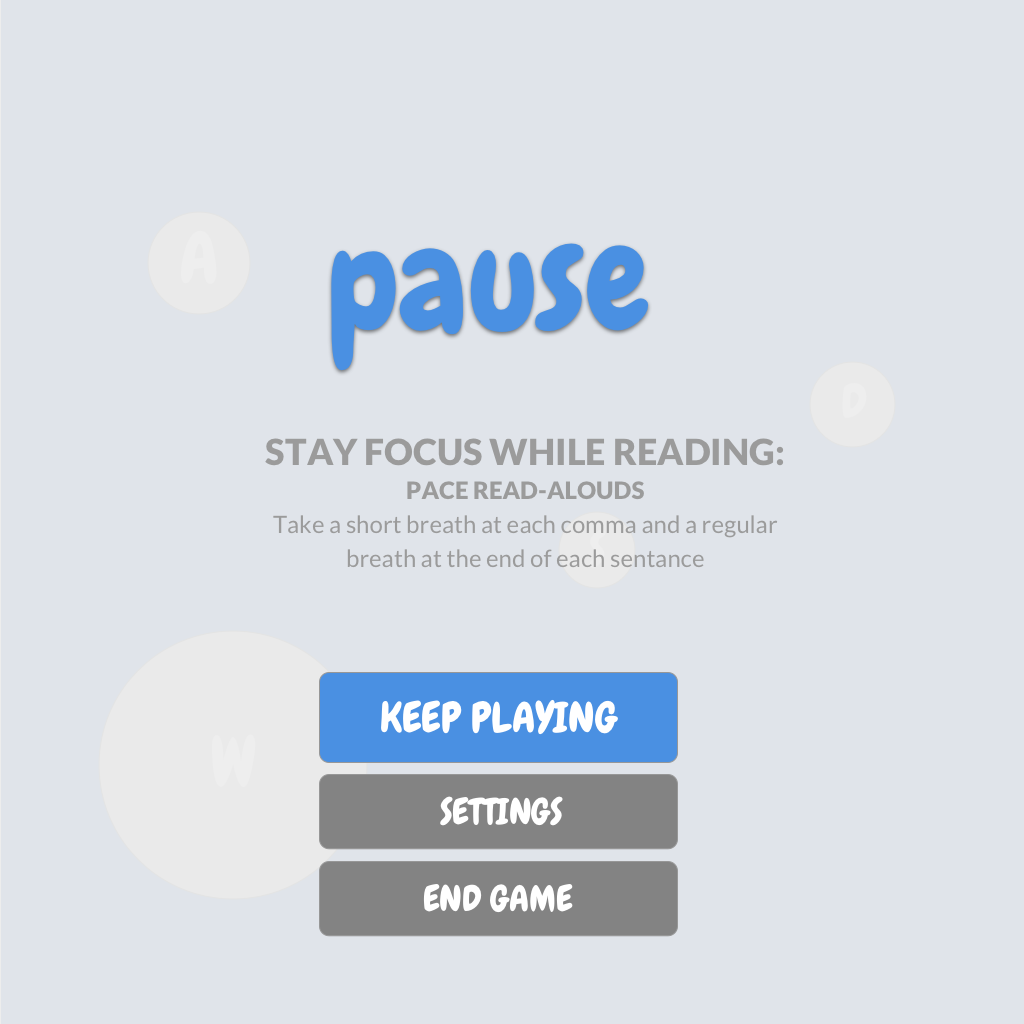 A
pause
D
STAY FOCUS WHILE READING:
PACE READ-ALOUDS
Take a short breath at each comma and a regular
breath at the end of each sentance
W
KEEP PLAYING
SETTINGS
END GAME